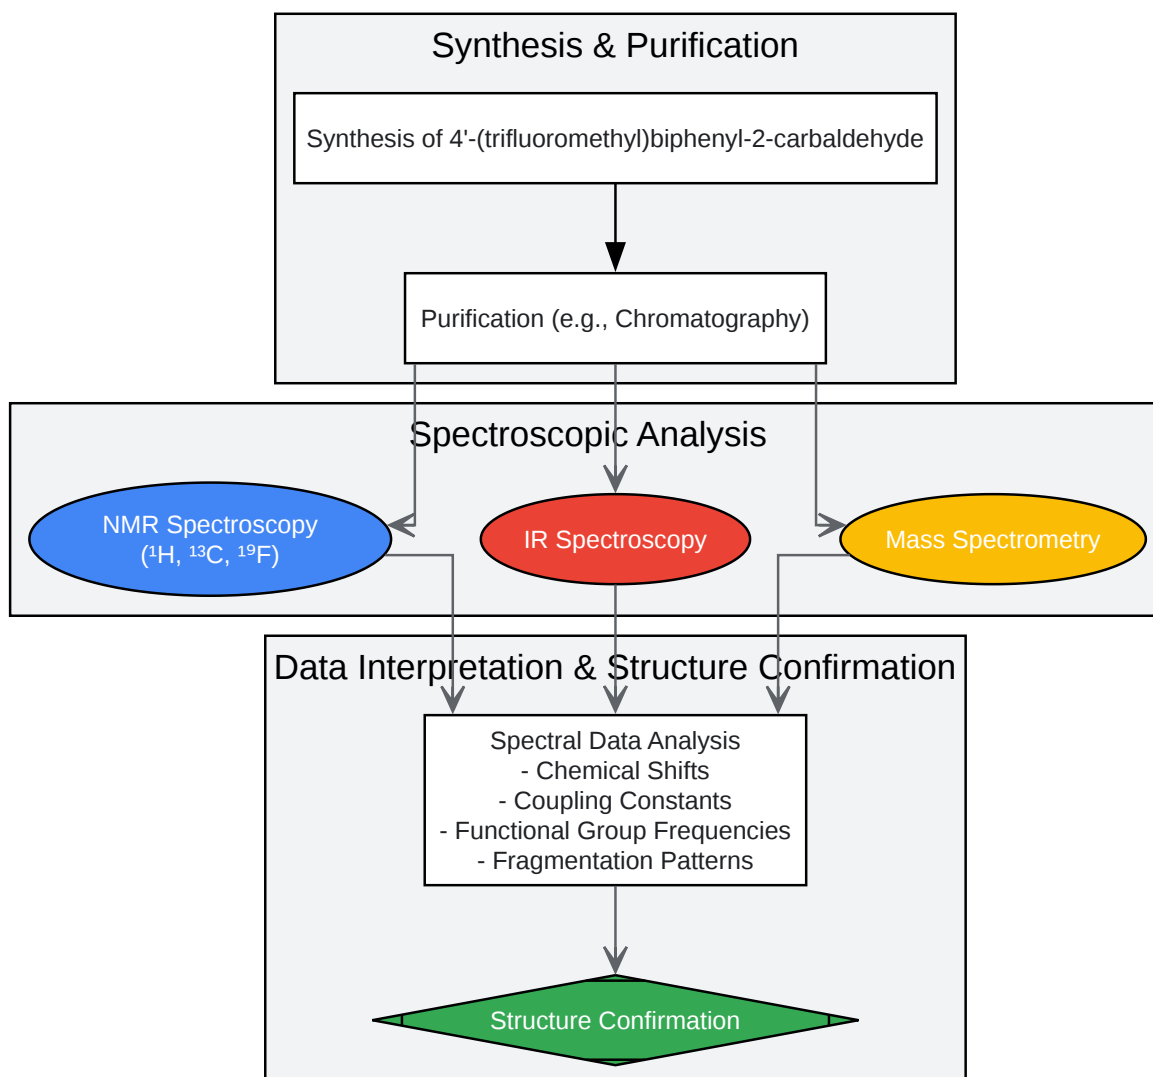 Synthesis & Purification
Synthesis of 4'-(trifluoromethyl)biphenyl-2-carbaldehyde
Purification (e.g., Chromatography)
Spectroscopic Analysis
NMR Spectroscopy
(¹H, ¹³C, ¹⁹F)
IR Spectroscopy
Mass Spectrometry
Data Interpretation & Structure Confirmation
Spectral Data Analysis
- Chemical Shifts
- Coupling Constants
- Functional Group Frequencies
- Fragmentation Patterns
Structure Confirmation